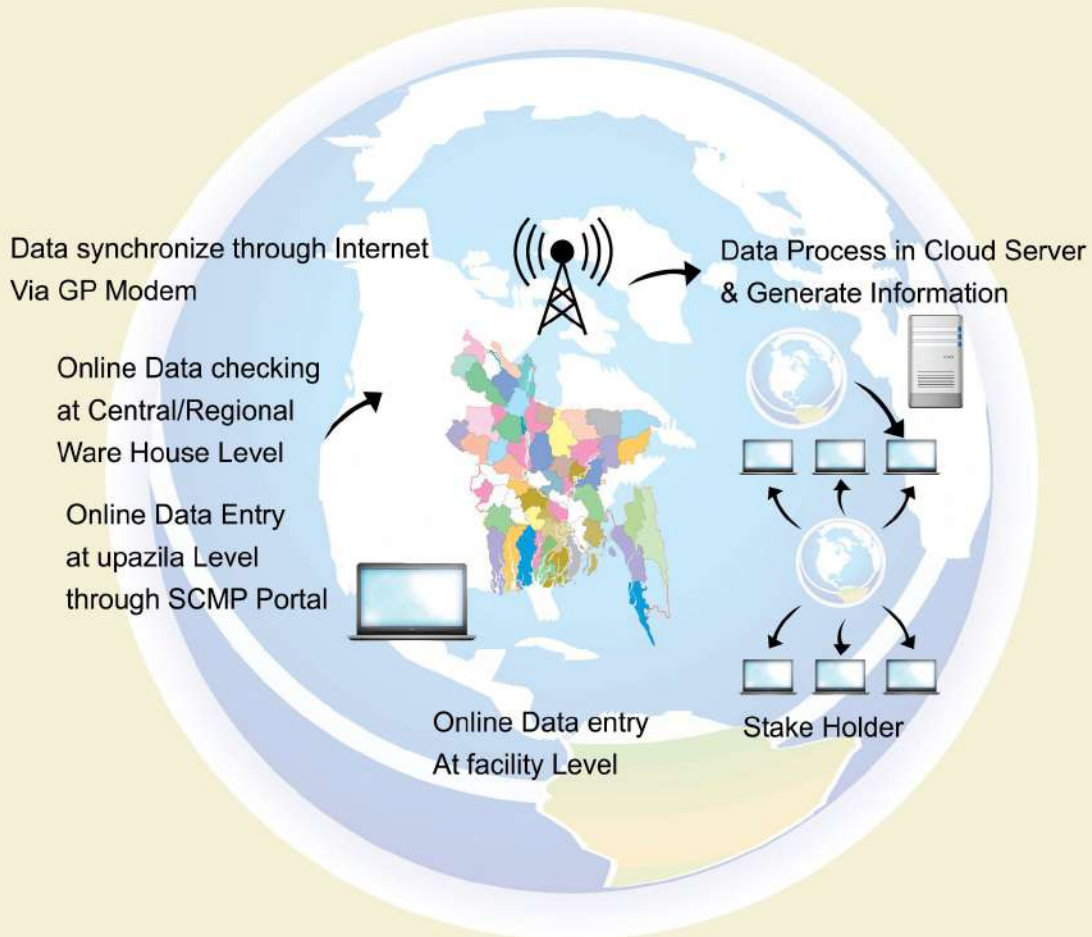 Data synchronize through Internet
Via GP Modem
Data Process in Cloud Server
& Generate Information
Online Data checking
at Central/Regional
Ware House Level
Online Data Entry
at upazila Level
through SCMP Portal
Online Data entry
At facility Level
Stake Holder